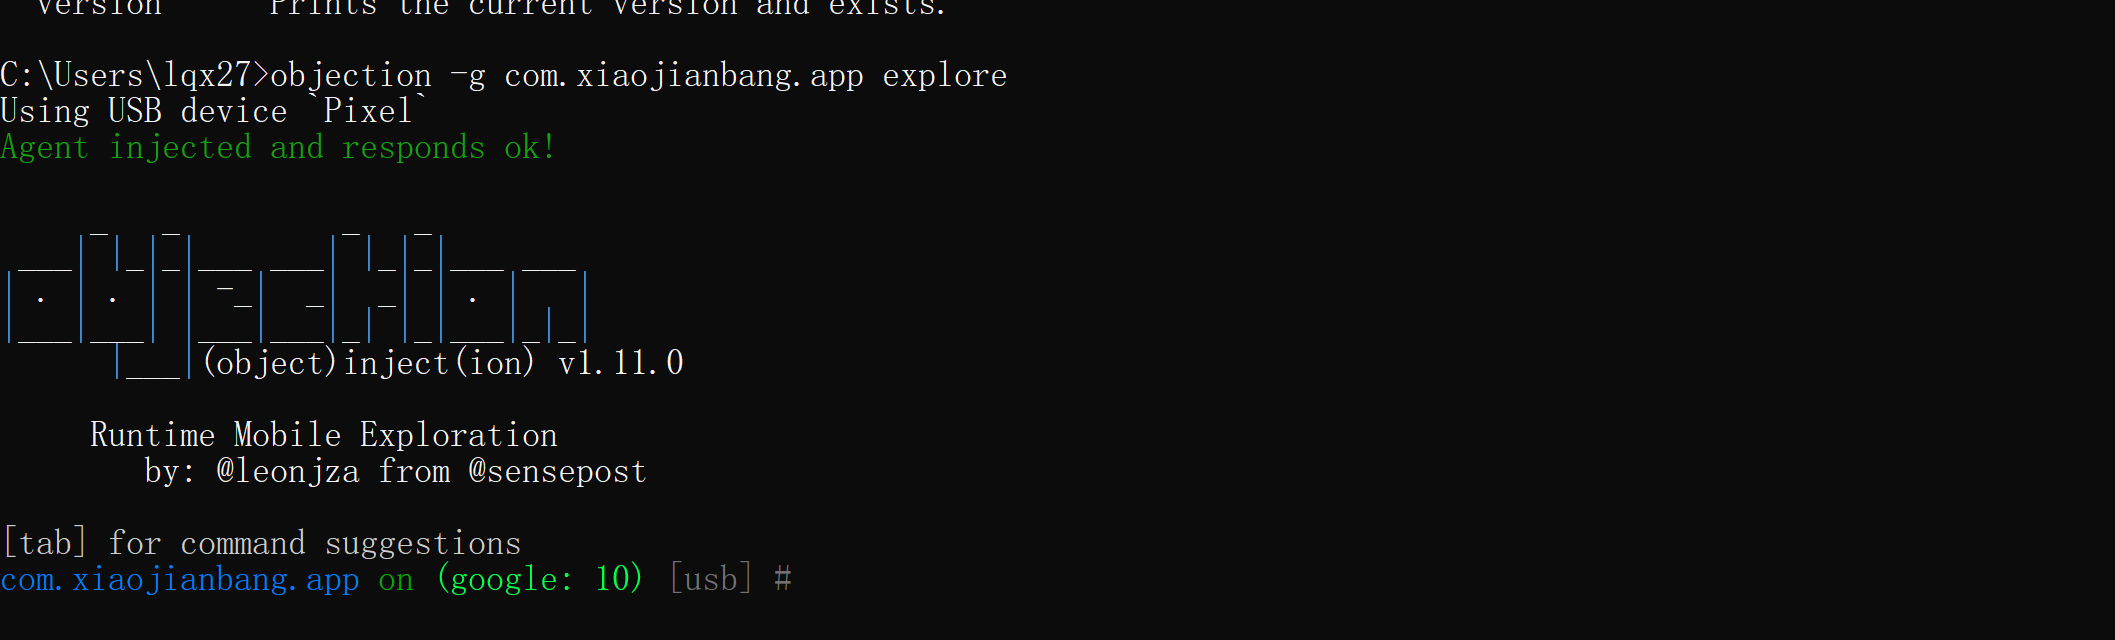 version      Prints the current version and exists.
C:\Users\lqx27>objection -g com.xiaojianbang.app explore
Using USB device `Pixel`
Agent injected and responds ok!
(object)inject(ion) v1.11.0
Runtime Mobile Exploration
by: @leonjza from @sensepost
[tab] for command suggestions
com.xiaojianbang.app on (google: 10) [usb] #